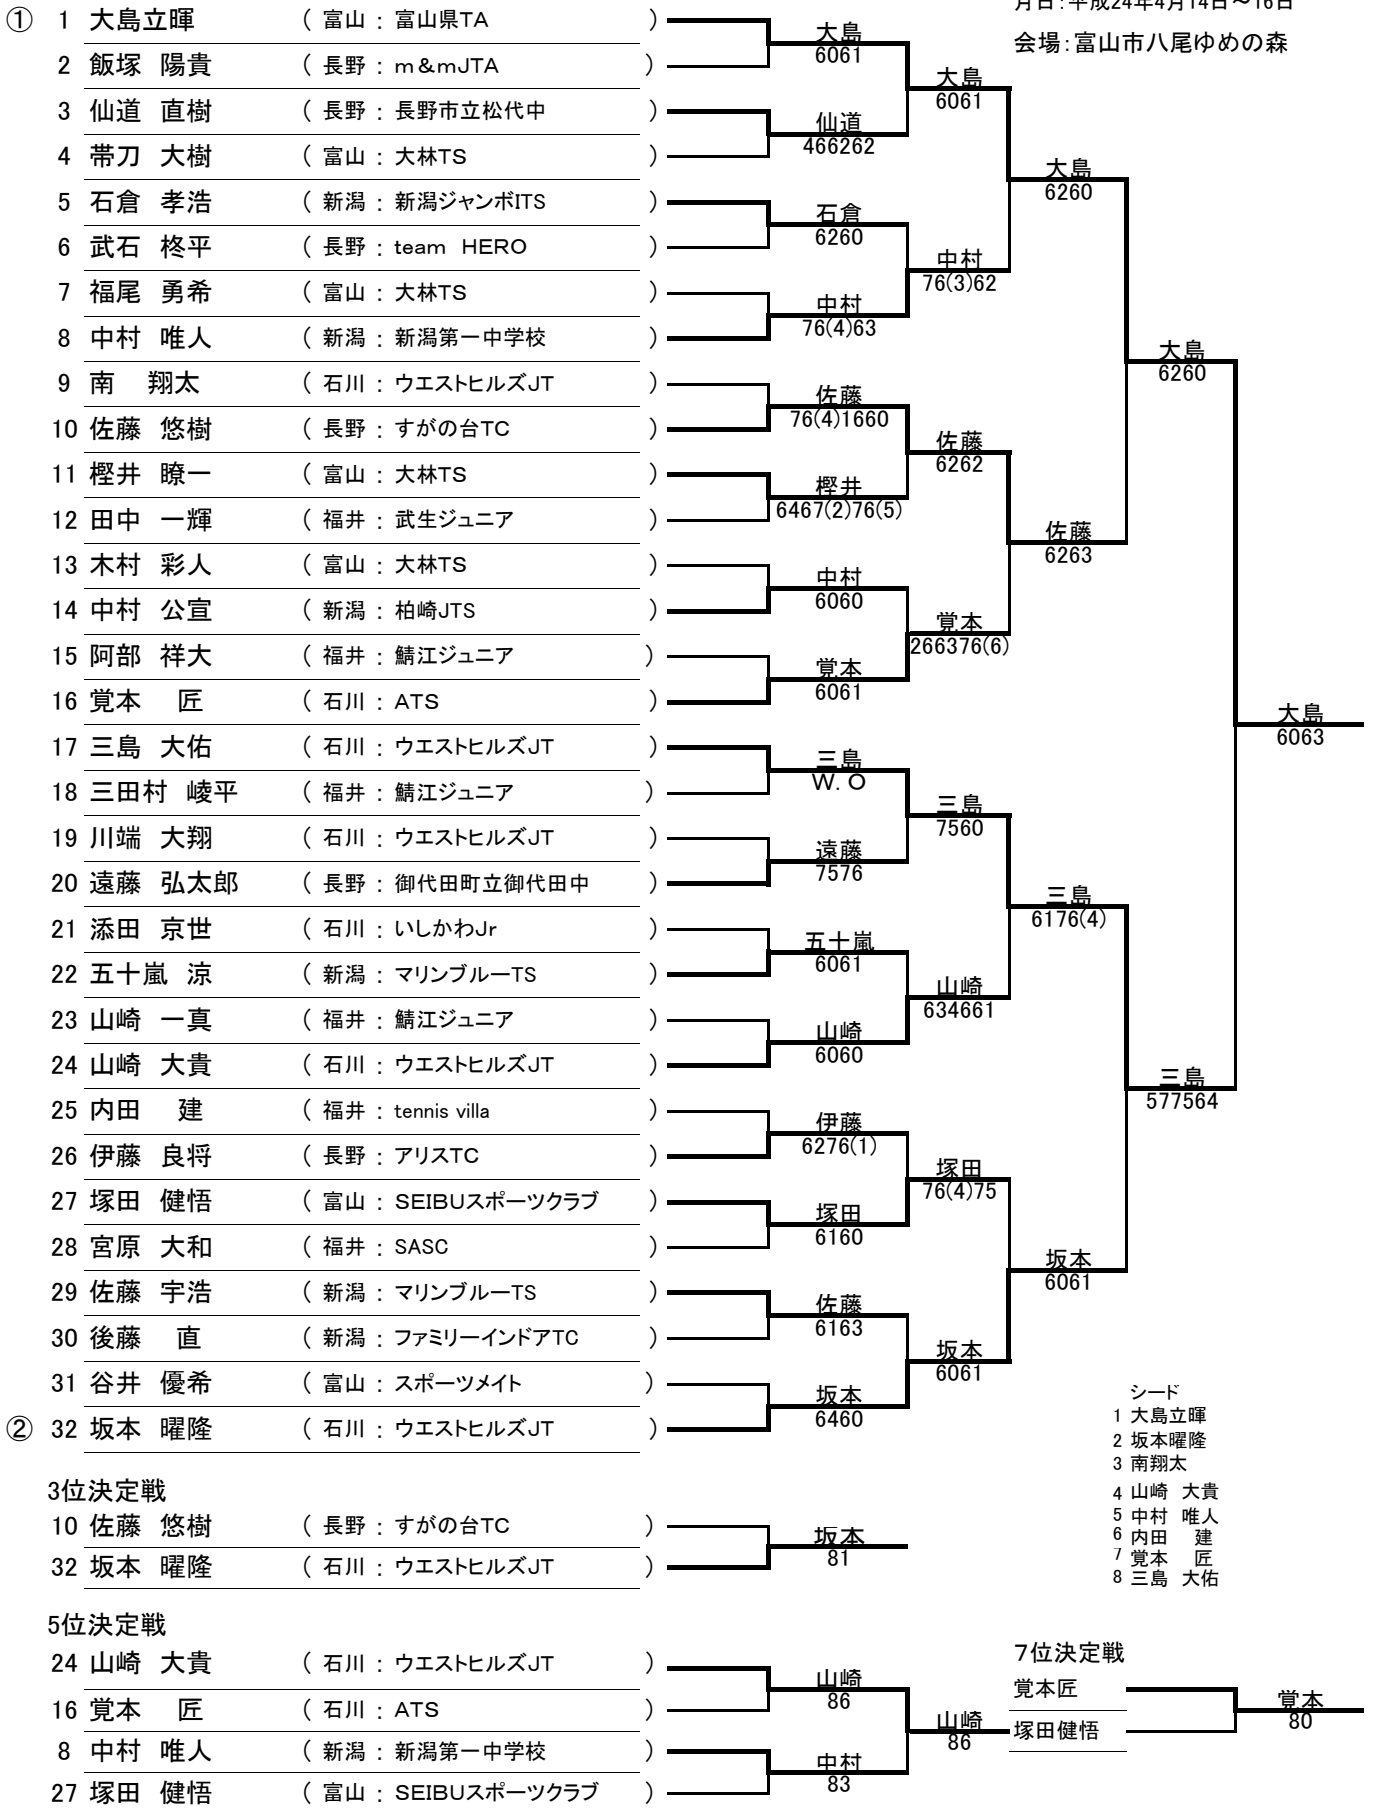 月日：平成24年4月14日～16日
会場：富山市八尾ゆめの森
① 1 大島立暉 （ 富山 ： 富山県TA ）
2 飯塚 陽貴 （ 長野 ： m＆mJTA ）
3 仙道 直樹 （ 長野 ： 長野市立松代中 ）
4 帯刀 大樹 （ 富山 ： 大林TS ）
5 石倉 孝浩 （ 新潟 ： 新潟ジャンボITS ）
6 武石 柊平 （ 長野 ： team HERO ）
7 福尾 勇希 （ 富山 ： 大林TS ）
8 中村 唯人 （ 新潟 ： 新潟第一中学校 ）
9 南 翔太 （ 石川 ： ウエストヒルズJT ）
10 佐藤 悠樹 （ 長野 ： すがの台TC ）
11 樫井 瞭一 （ 富山 ： 大林TS ）
12 田中 一輝 （ 福井 ： 武生ジュニア ）
13 木村 彩人 （ 富山 ： 大林TS ）
14 中村 公宣 （ 新潟 ： 柏崎JTS ）
15 阿部 祥大 （ 福井 ： 鯖江ジュニア ）
16 覚本 匠 （ 石川 ： ATS ）
17 三島 大佑 （ 石川 ： ウエストヒルズJT ）
18 三田村 崚平 （ 福井 ： 鯖江ジュニア ）
19 川端 大翔 （ 石川 ： ウエストヒルズJT ）
20 遠藤 弘太郎 （ 長野 ： 御代田町立御代田中 ）
21 添田 京世 （ 石川 ： いしかわJr ）
22 五十嵐 涼 （ 新潟 ： マリンブルーTS ）
23 山崎 一真 （ 福井 ： 鯖江ジュニア ）
24 山崎 大貴 （ 石川 ： ウエストヒルズJT ）
25 内田 建 （ 福井 ： tennis villa ）
26 伊藤 良将 （ 長野 ： アリスTC ）
27 塚田 健悟 （ 富山 ： SEIBUスポーツクラブ ）
28 宮原 大和 （ 福井 ： SASC ）
29 佐藤 宇浩 （ 新潟 ： マリンブルーTS ）
30 後藤 直 （ 新潟 ： ファミリーインドアTC ）
31 谷井 優希 （ 富山 ： スポーツメイト ）
② 32 坂本 曜隆 （ 石川 ： ウエストヒルズJT ）
大島
6061
仙道
466262
石倉
6260
中村
76(4)63
佐藤
76(4)1660
樫井
6467(2)76(5)
中村
6060
覚本
6061
三島
W.O
遠藤
7576
五十嵐
6061
山崎
6060
伊藤
6276(1)
塚田
6160
佐藤
6163
坂本
6460
大島
6061
中村
76(3)62
佐藤
6262
覚本
266376(6)
三島
7560
山崎
634661
塚田
76(4)75
坂本
6061
大島
6260
佐藤
6263
三島
6176(4)
坂本
6061
大島
6260
三島
577564
大島
6063
シード
1 大島立暉
2 坂本曜隆
3 南翔太
4 山崎 大貴
5 中村 唯人
6 内田 建
7 覚本 匠
8 三島 大佑
3位決定戦
10 佐藤 悠樹 （ 長野 ： すがの台TC ）
32 坂本 曜隆 （ 石川 ： ウエストヒルズJT ）
坂本
81
5位決定戦
24 山崎 大貴 （ 石川 ： ウエストヒルズJT ）
16 覚本 匠 （ 石川 ： ATS ）
8 中村 唯人 （ 新潟 ： 新潟第一中学校 ）
27 塚田 健悟 （ 富山 ： SEIBUスポーツクラブ ）
山崎
86
中村
83
山崎
86
7位決定戦
覚本匠
塚田健悟
覚本
80